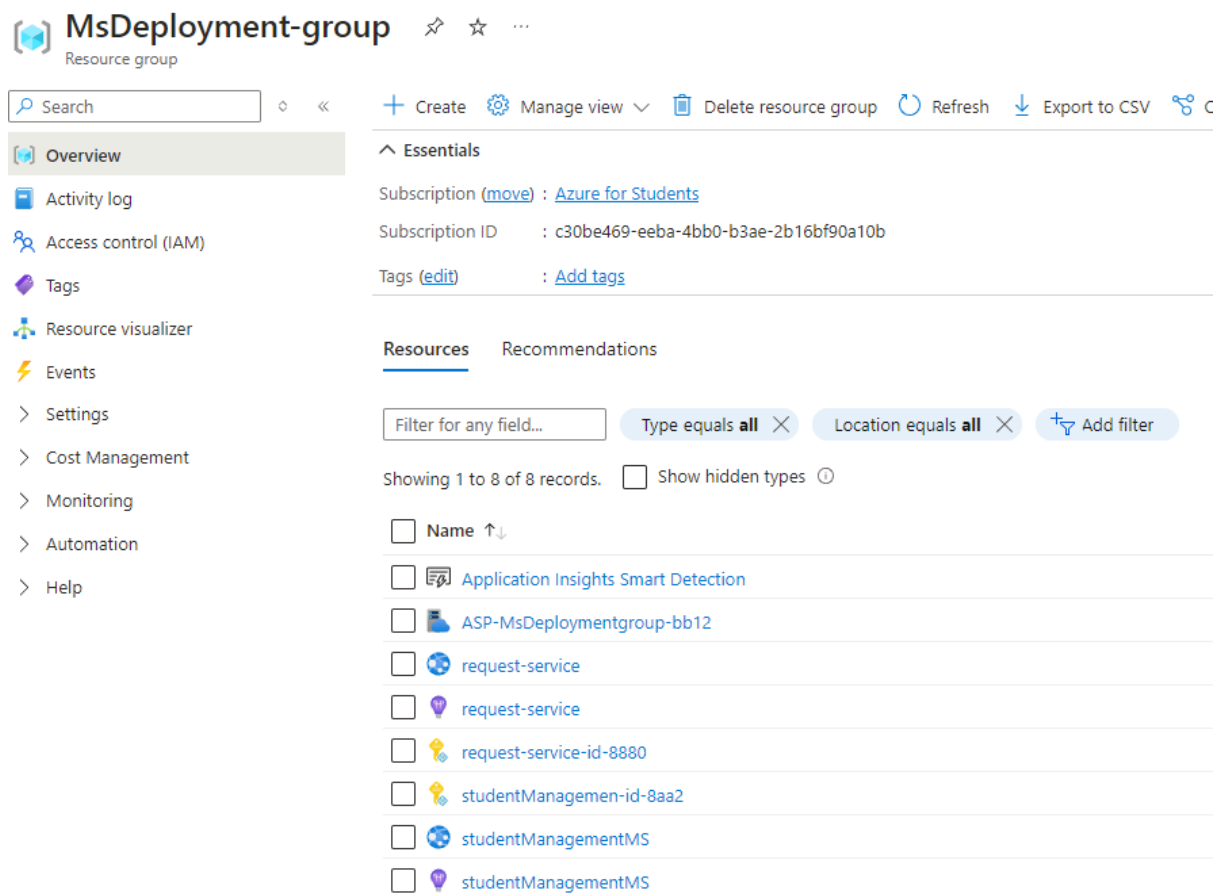 MsDeployment-group
Resource group
Search
Overview
Activity log
Access control (IAM)
Tags
Resource visualizer
Events
Settings
Cost Management
Monitoring
Automation
Help
Create Manage view Delete resource group Refresh Export to CSV
Essentials
Subscription (move) : Azure for Students
Subscription ID : c30be469-eeba-4bb0-b3ae-2b16bf90a10b
Tags (edit) : Add tags
Resources Recommendations
Filter for any field... Type equals all Location equals all Add filter
Showing 1 to 8 of 8 records. Show hidden types
Name
Application Insights Smart Detection
ASP-MsDeploymentgroup-bb12
request-service
request-service
request-service-id-8880
studentManagemen-id-8aa2
studentManagementMS
studentManagementMS